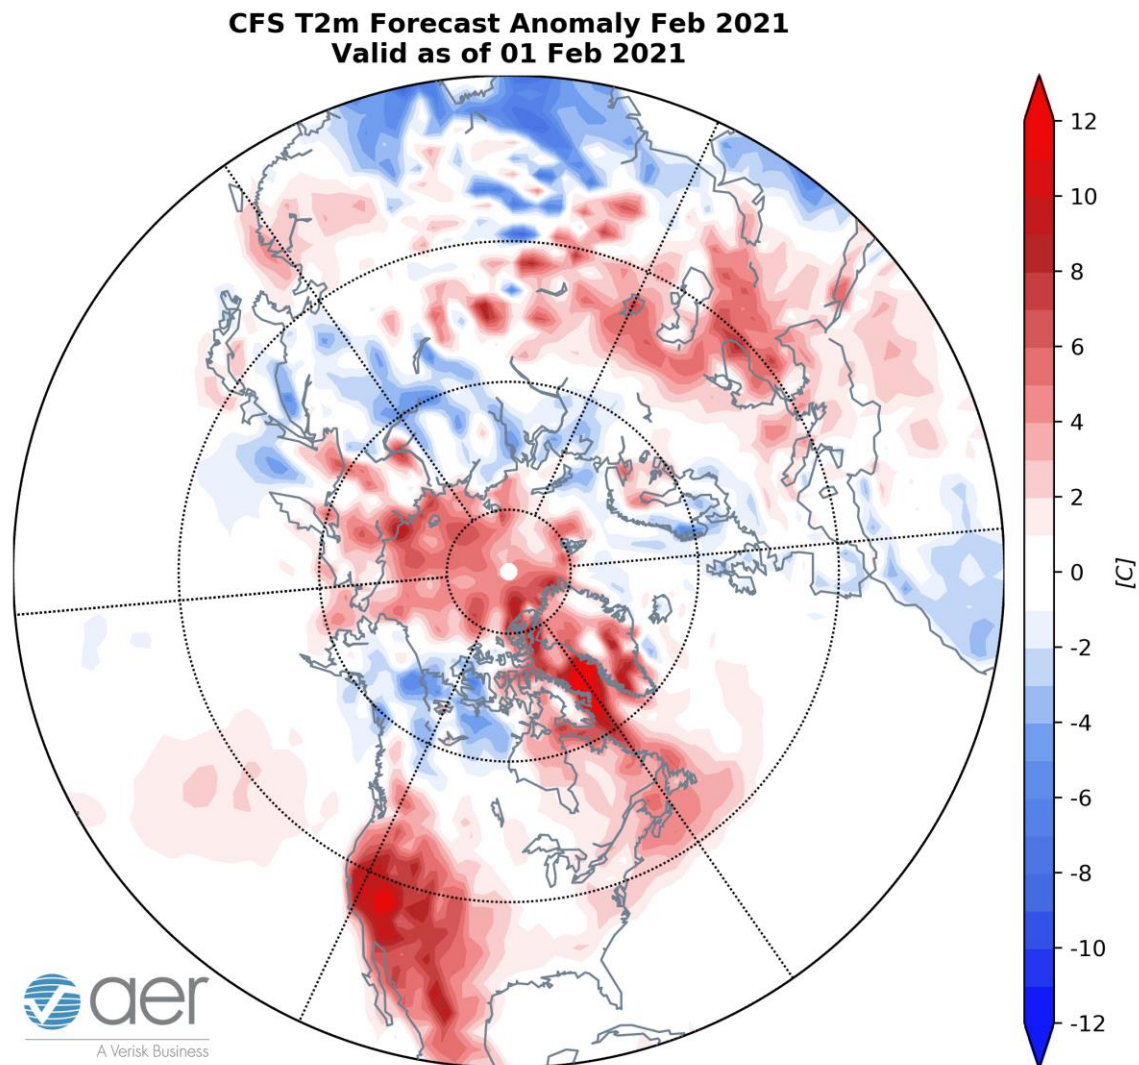 CFS T2m Forecast Anomaly Feb 2021
Valid as of 01 Feb 2021
12
10
8
6
4
2
0
-2
-4
-6
-8
-10
-12
[C]
aer
A Verisk Business